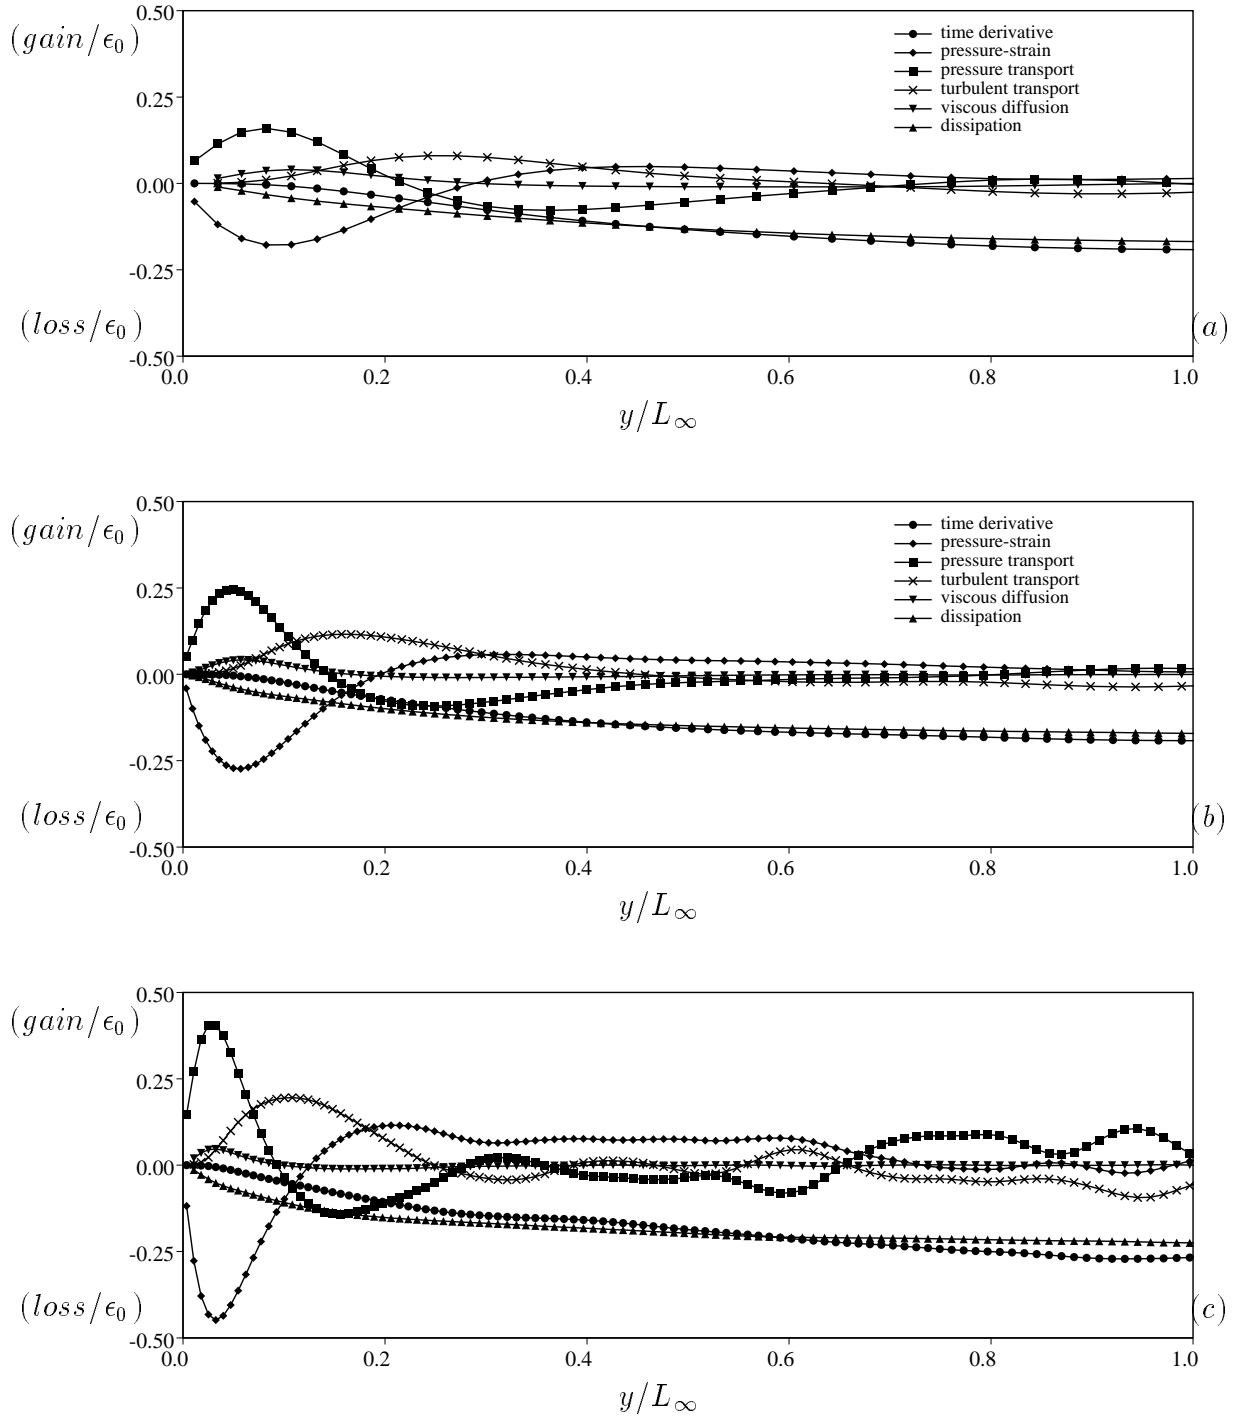 0.50
(gain/ϵ₀)
time derivative
pressure-strain
pressure transport
turbulent transport
viscous diffusion
dissipation
0.25
0.00
-0.25
(loss/ϵ₀)
(a)
-0.50
0.0 0.2 0.4 0.6 0.8 1.0
y/L∞
0.50
(gain/ϵ₀)
time derivative
pressure-strain
pressure transport
turbulent transport
viscous diffusion
dissipation
0.25
0.00
-0.25
(loss/ϵ₀)
(b)
-0.50
0.0 0.2 0.4 0.6 0.8 1.0
y/L∞
0.50
(gain/ϵ₀)
0.25
0.00
-0.25
(loss/ϵ₀)
(c)
-0.50
0.0 0.2 0.4 0.6 0.8 1.0
y/L∞